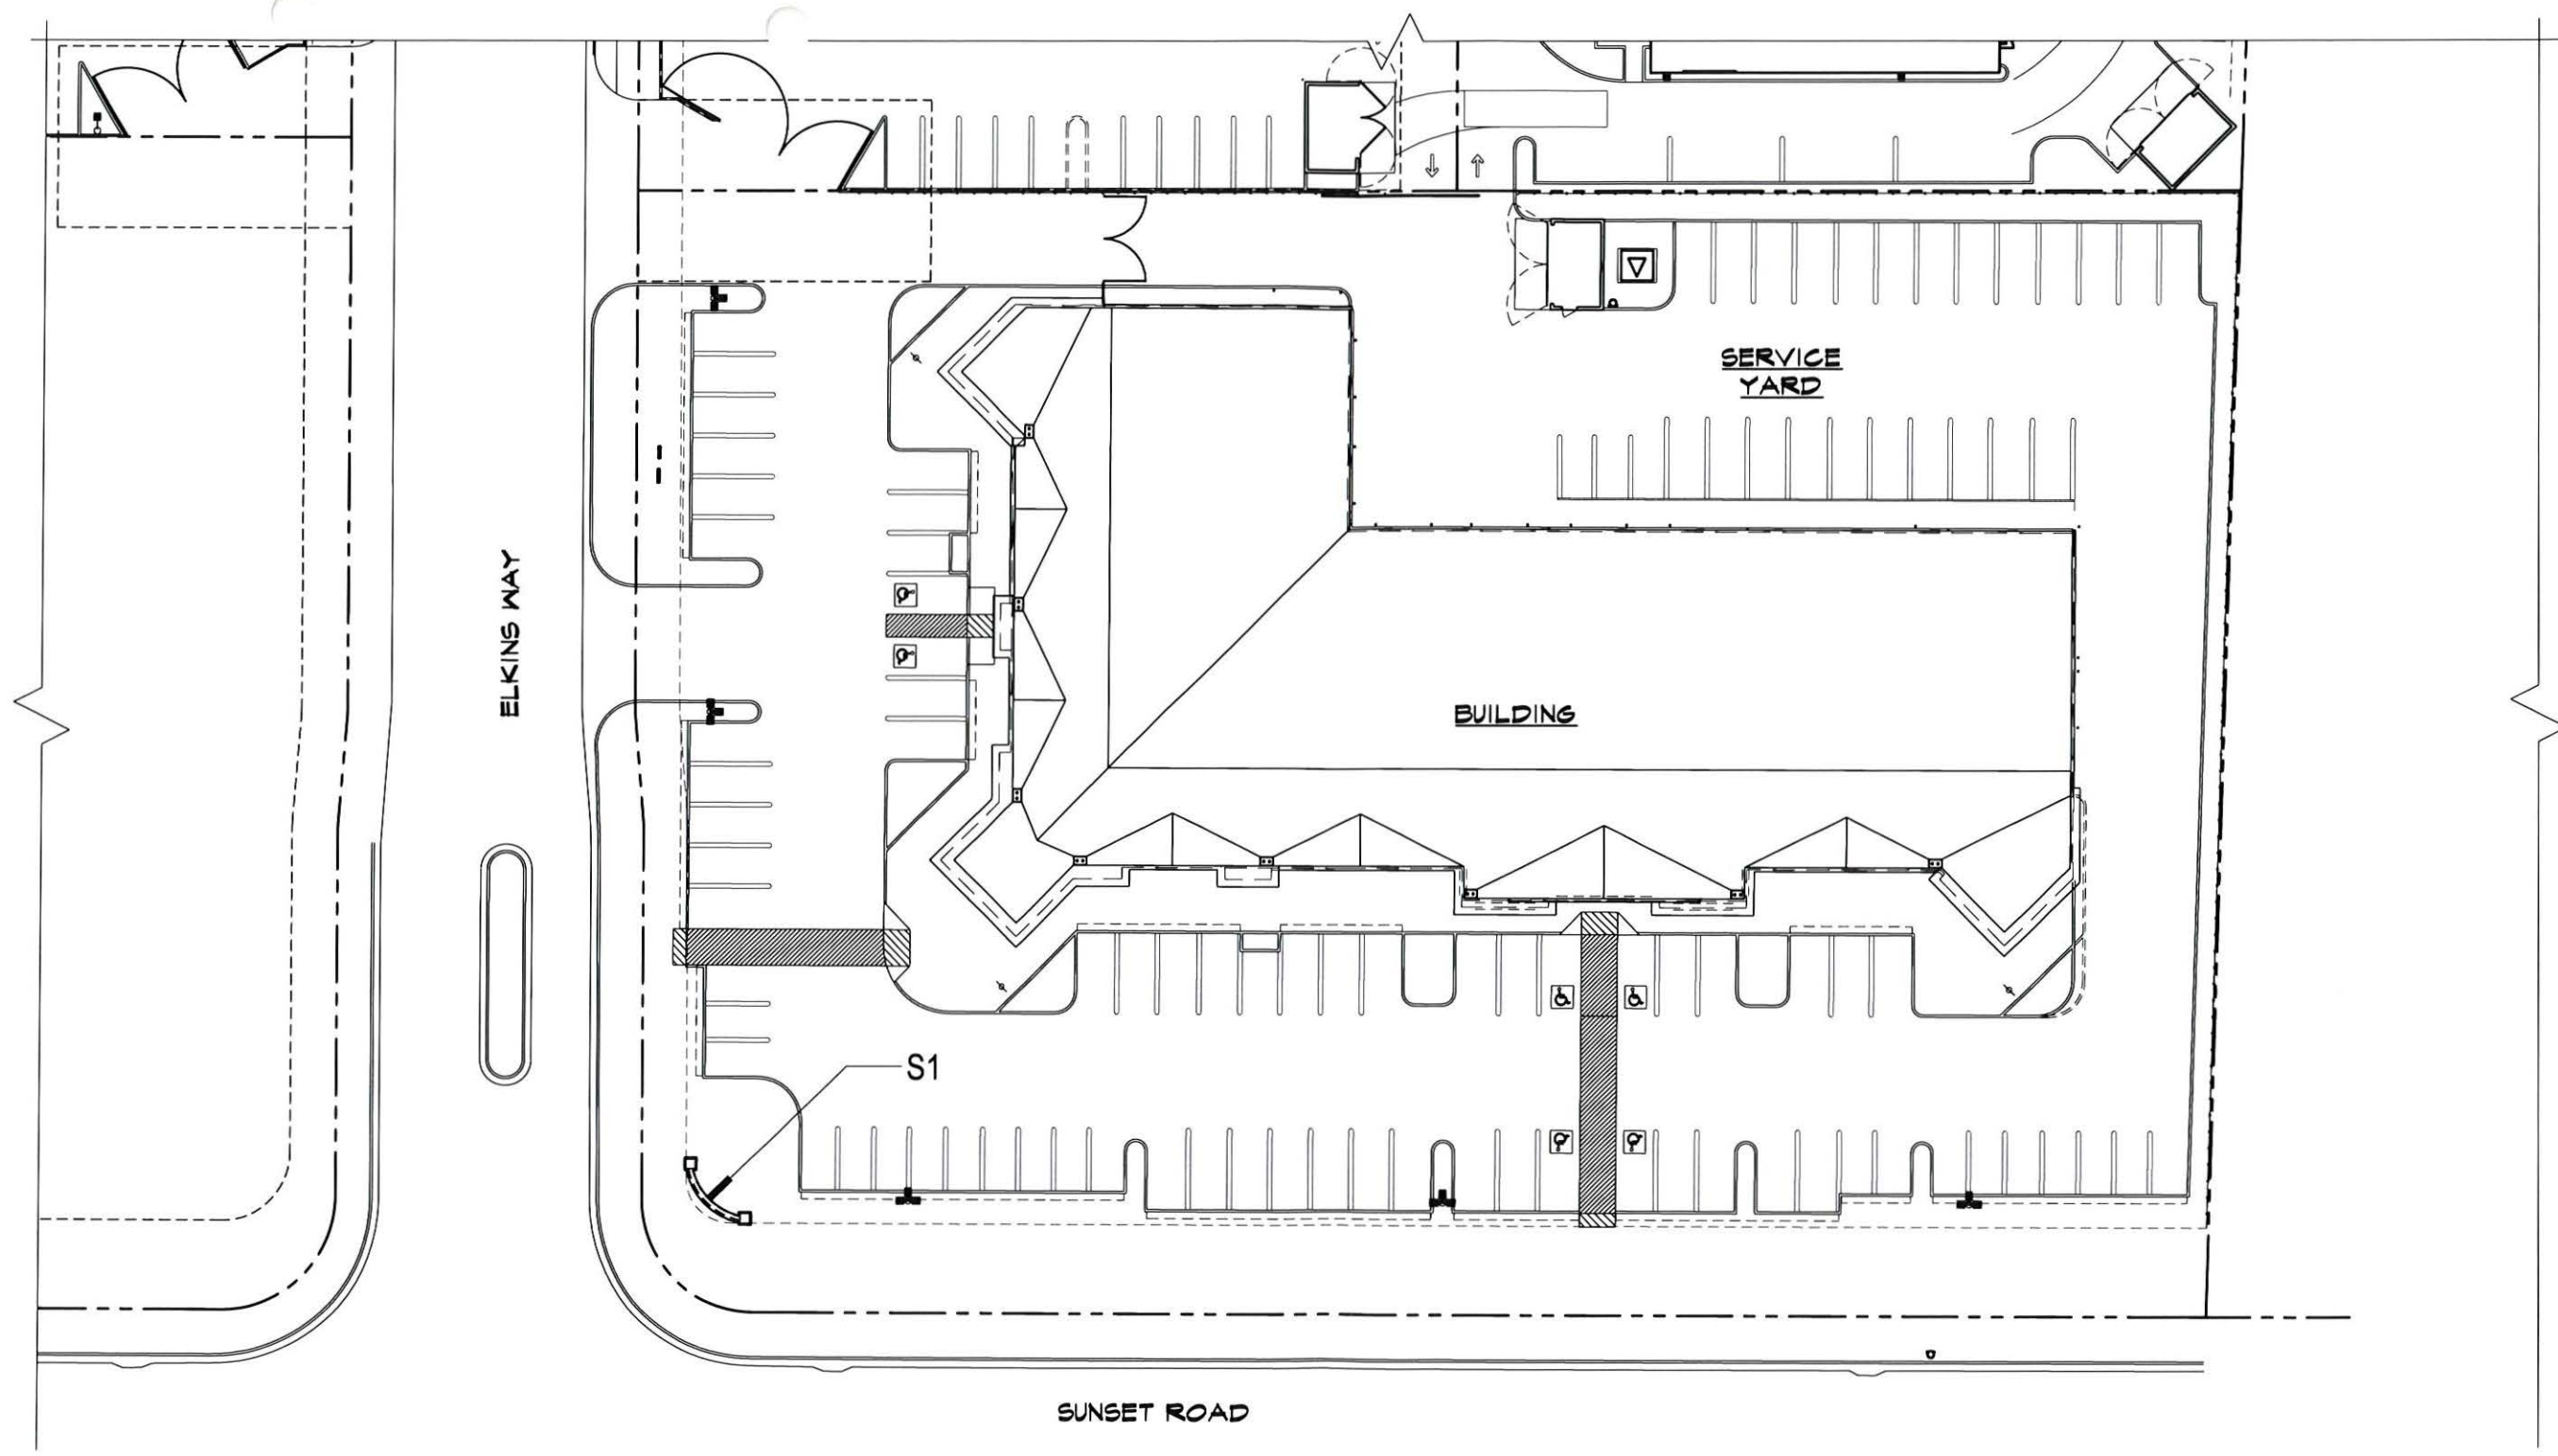 SERVICE
YARD
ELKINS WAY
BUILDING
S1
SUNSET ROAD